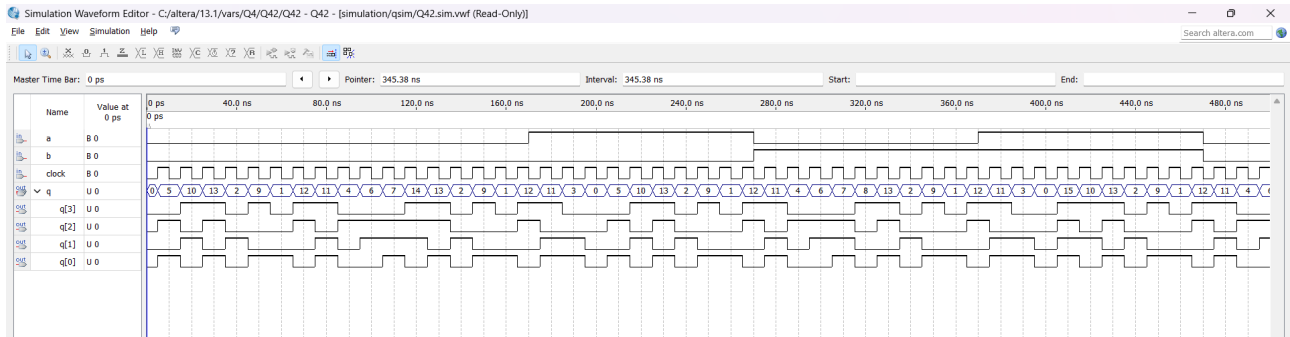 Simulation Waveform Editor - C:/altera/13.1/vars/Q4/Q42/Q42 - Q42 - [simulation/qsim/Q42.sim.vwf (Read-Only)]
File Edit View Simulation Help
Search altera.com
Master Time Bar: 0 ps Pointer: 345.38 ns Interval: 345.38 ns Start: End:
Name Value at 0 ps
0 ps 40.0 ns 80.0 ns 120.0 ns 160.0 ns 200.0 ns 240.0 ns 280.0 ns 320.0 ns 360.0 ns 400.0 ns 440.0 ns 480.0 ns
0 ps
a B 0
b B 0
clock B 0
q U 0 0 5 10 13 2 9 1 12 11 4 6 7 14 13 2 9 1 12 11 3 0 5 10 13 2 9 1 12 11 4 6 7 8 13 2 9 1 12 11 3 0 15 10 13 2 9 1 12 11 4
q[3] U 0
q[2] U 0
q[1] U 0
q[0] U 0